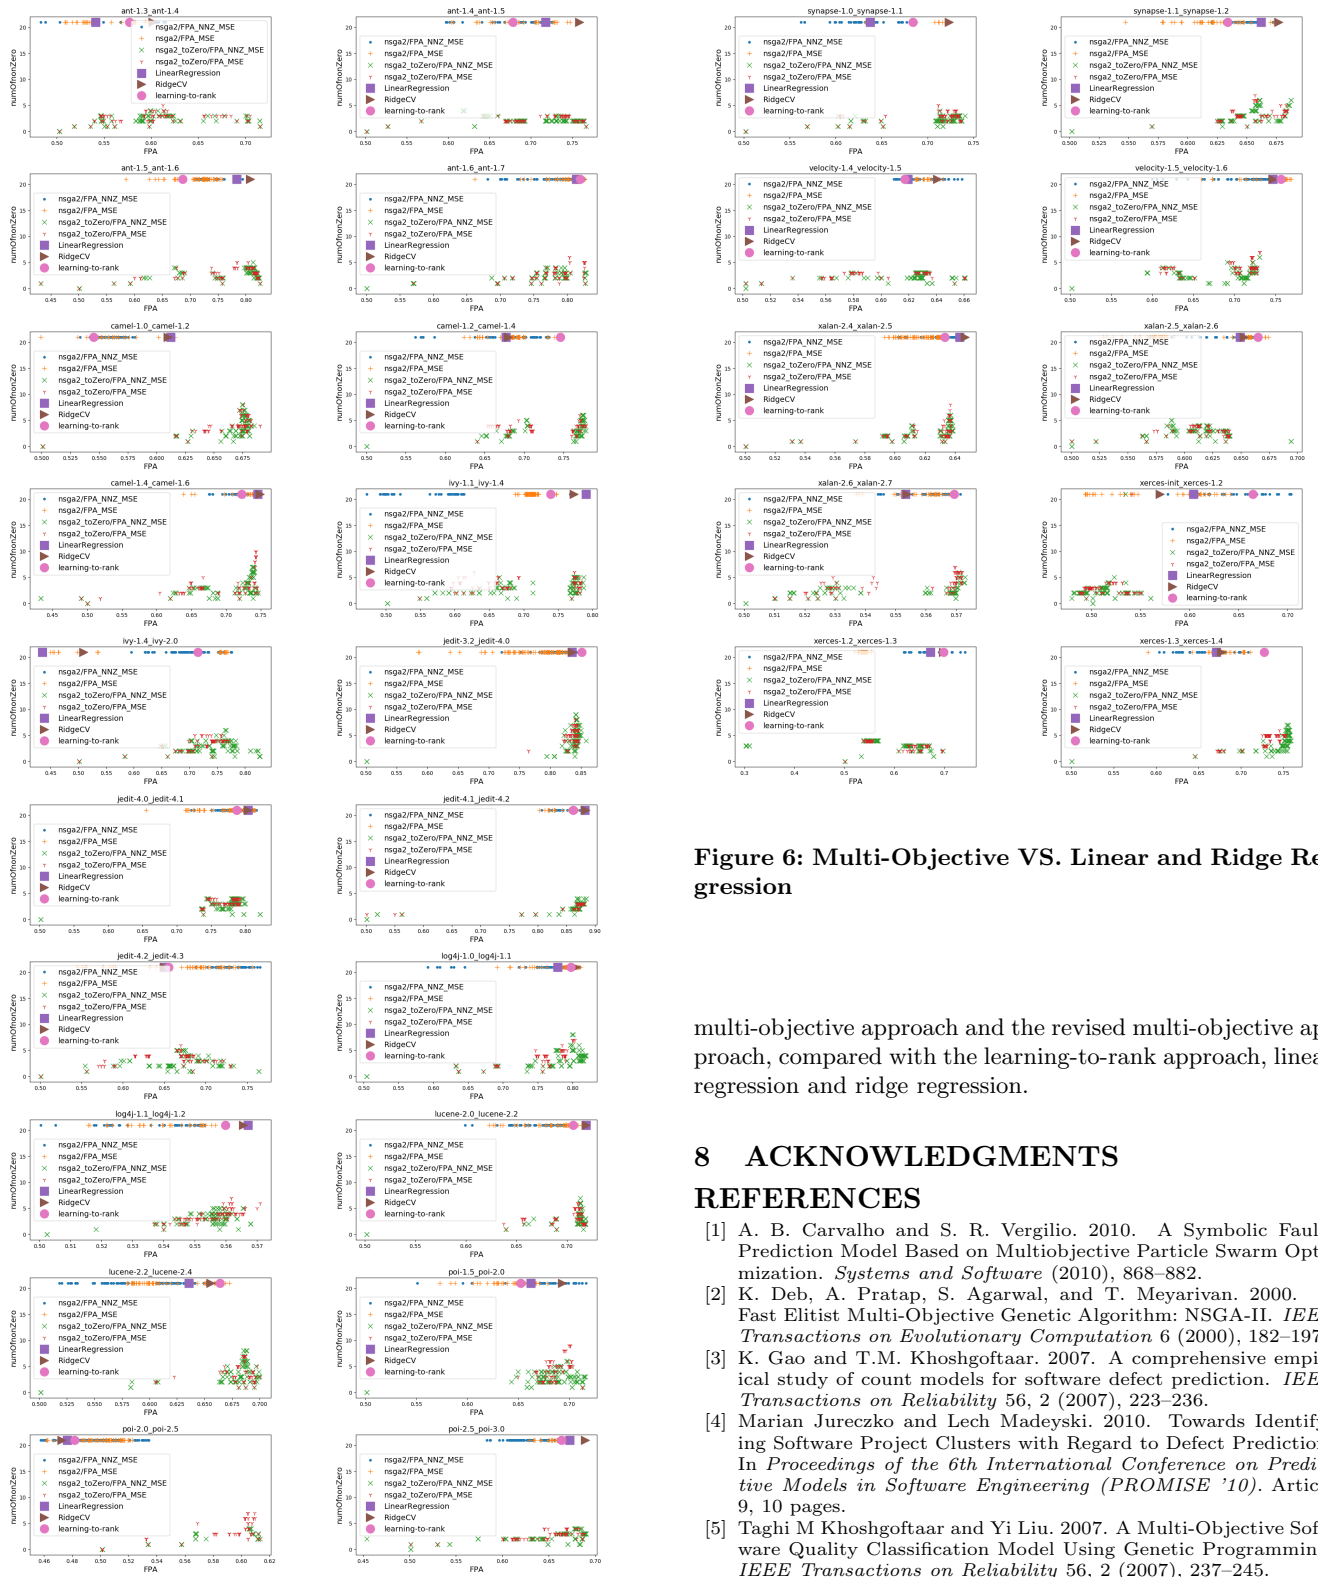 ant-1.3_ant-1.4
nsga2/FPA_NNZ_MSE
nsga2/FPA_MSE
nsga2_toZero/FPA_NNZ_MSE
nsga2_toZero/FPA_MSE
LinearRegression
RidgeCV
learning-to-rank
numOfnonZero
FPA
ant-1.4_ant-1.5
ant-1.5_ant-1.6
ant-1.6_ant-1.7
camel-1.0_camel-1.2
camel-1.2_camel-1.4
camel-1.4_camel-1.6
ivy-1.1_ivy-1.4
ivy-1.4_ivy-2.0
jedit-3.2_jedit-4.0
jedit-4.0_jedit-4.1
jedit-4.1_jedit-4.2
jedit-4.2_jedit-4.3
log4j-1.0_log4j-1.1
log4j-1.1_log4j-1.2
lucene-2.0_lucene-2.2
lucene-2.2_lucene-2.4
poi-1.5_poi-2.0
poi-2.0_poi-2.5
poi-2.5_poi-3.0
synapse-1.0_synapse-1.1
synapse-1.1_synapse-1.2
velocity-1.4_velocity-1.5
velocity-1.5_velocity-1.6
xalan-2.4_xalan-2.5
xalan-2.5_xalan-2.6
xalan-2.6_xalan-2.7
xerces-init_xerces-1.2
xerces-1.2_xerces-1.3
xerces-1.3_xerces-1.4
Figure 6: Multi-Objective VS. Linear and Ridge Re
gression
multi-objective approach and the revised multi-objective ap
proach, compared with the learning-to-rank approach, linea
regression and ridge regression.
8 ACKNOWLEDGMENTS
REFERENCES
[1] A. B. Carvalho and S. R. Vergilio. 2010. A Symbolic Faul
Prediction Model Based on Multiobjective Particle Swarm Opt
mization. Systems and Software (2010), 868–882.
[2] K. Deb, A. Pratap, S. Agarwal, and T. Meyarivan. 2000.
Fast Elitist Multi-Objective Genetic Algorithm: NSGA-II. IEE
Transactions on Evolutionary Computation 6 (2000), 182–197
[3] K. Gao and T.M. Khoshgoftaar. 2007. A comprehensive empi
ical study of count models for software defect prediction. IEE
Transactions on Reliability 56, 2 (2007), 223–236.
[4] Marian Jureczko and Lech Madeyski. 2010. Towards Identify
ing Software Project Clusters with Regard to Defect Prediction
In Proceedings of the 6th International Conference on Predi
tive Models in Software Engineering (PROMISE '10). Artic
9, 10 pages.
[5] Taghi M Khoshgoftaar and Yi Liu. 2007. A Multi-Objective Sof
ware Quality Classification Model Using Genetic Programmin
IEEE Transactions on Reliability 56, 2 (2007), 237–245.